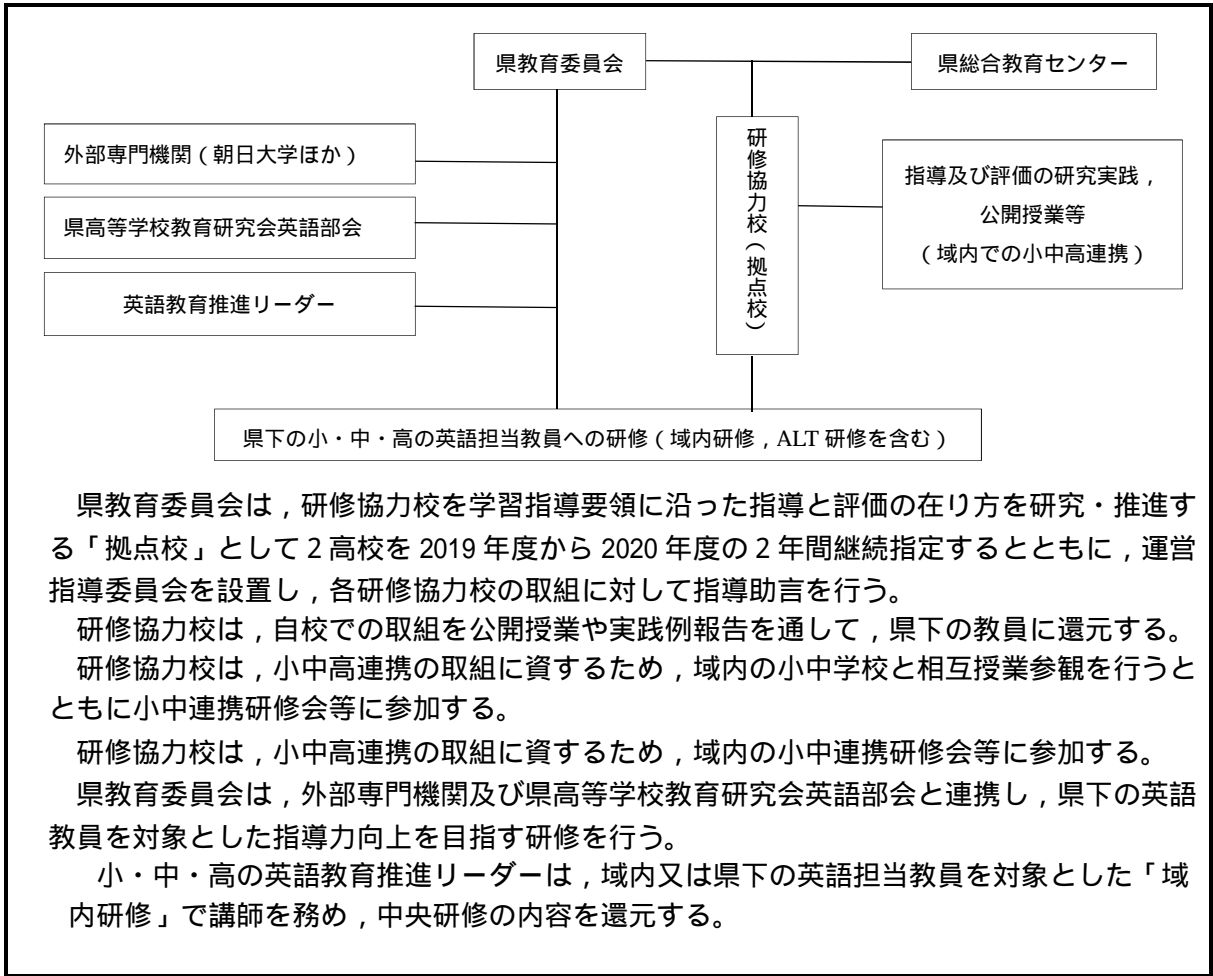 県教育委員会
県総合教育センター
外部専門機関（朝日大学ほか）
県高等学校教育研究会英語部会
英語教育推進リーダー
研修協力校（拠点校）
指導及び評価の研究実践，
公開授業等
（域内での小中高連携）
県下の小・中・高の英語担当教員への研修（域内研修，ALT 研修を含む）
県教育委員会は，研修協力校を学習指導要領に沿った指導と評価の在り方を研究・推進す
る「拠点校」として２高校を 2019 年度から 2020 年度の２年間継続指定するとともに，運営
指導委員会を設置し，各研修協力校の取組に対して指導助言を行う。
研修協力校は，自校での取組を公開授業や実践例報告を通して，県下の教員に還元する。
研修協力校は，小中高連携の取組に資するため，域内の小中学校と相互授業参観を行うと
ともに小中連携研修会等に参加する。
研修協力校は，小中高連携の取組に資するため，域内の小中連携研修会等に参加する。
県教育委員会は，外部専門機関及び県高等学校教育研究会英語部会と連携し，県下の英語
教員を対象とした指導力向上を目指す研修を行う。
小・中・高の英語教育推進リーダーは，域内又は県下の英語担当教員を対象とした「域
内研修」で講師を務め，中央研修の内容を還元する。